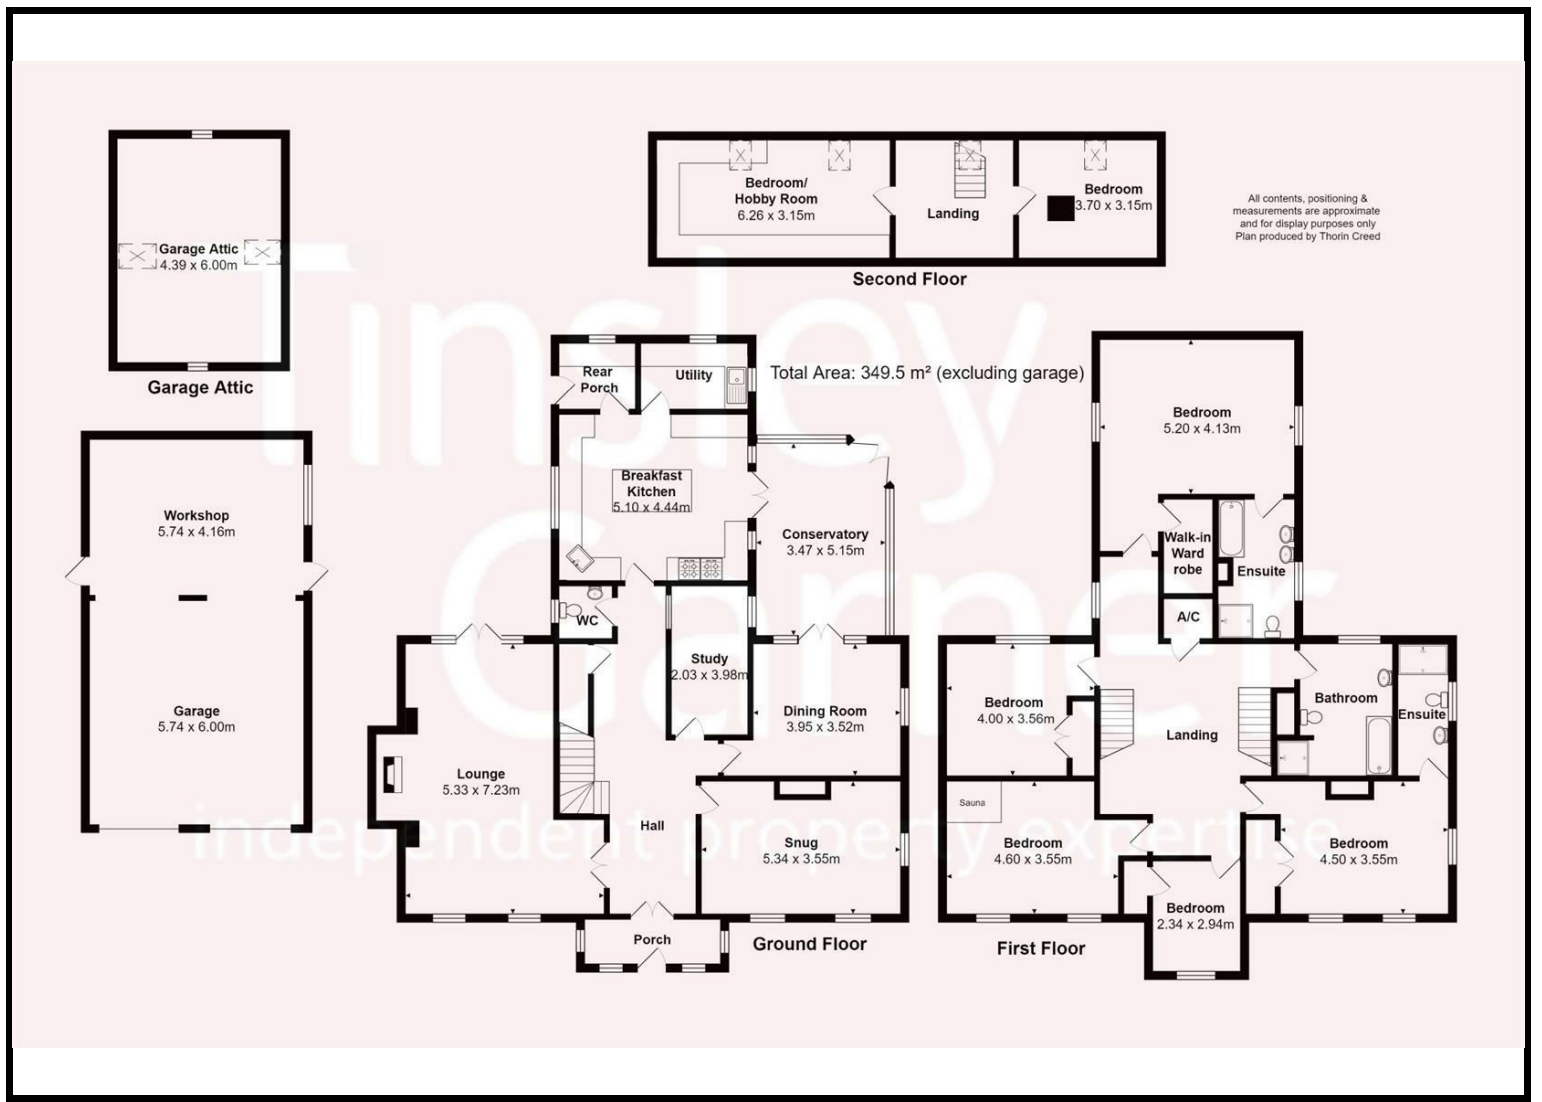 Bedroom/
Hobby Room
6.26 x 3.15m
Landing
Bedroom
3.70 x 3.15m
Second Floor
All contents, positioning &
measurements are approximate
and for display purposes only
Plan produced by Thorin Creed
Garage Attic
4.39 x 6.00m
Garage Attic
Tinsley
Garner
independent property expertise
Total Area: 349.5 m² (excluding garage)
Workshop
5.74 x 4.16m
Garage
5.74 x 6.00m
Rear
Porch
Utility
Breakfast
Kitchen
5.10 x 4.44m
Conservatory
3.47 x 5.15m
WC
Study
2.03 x 3.98m
Dining Room
3.95 x 3.52m
Lounge
5.33 x 7.23m
Hall
Snug
5.34 x 3.55m
Porch
Ground Floor
Bedroom
5.20 x 4.13m
Walk-in
Ward
robe
Ensuite
A/C
Bedroom
4.00 x 3.56m
Landing
Bathroom
Ensuite
Sauna
Bedroom
4.60 x 3.55m
Bedroom
4.50 x 3.55m
Bedroom
2.34 x 2.94m
First Floor